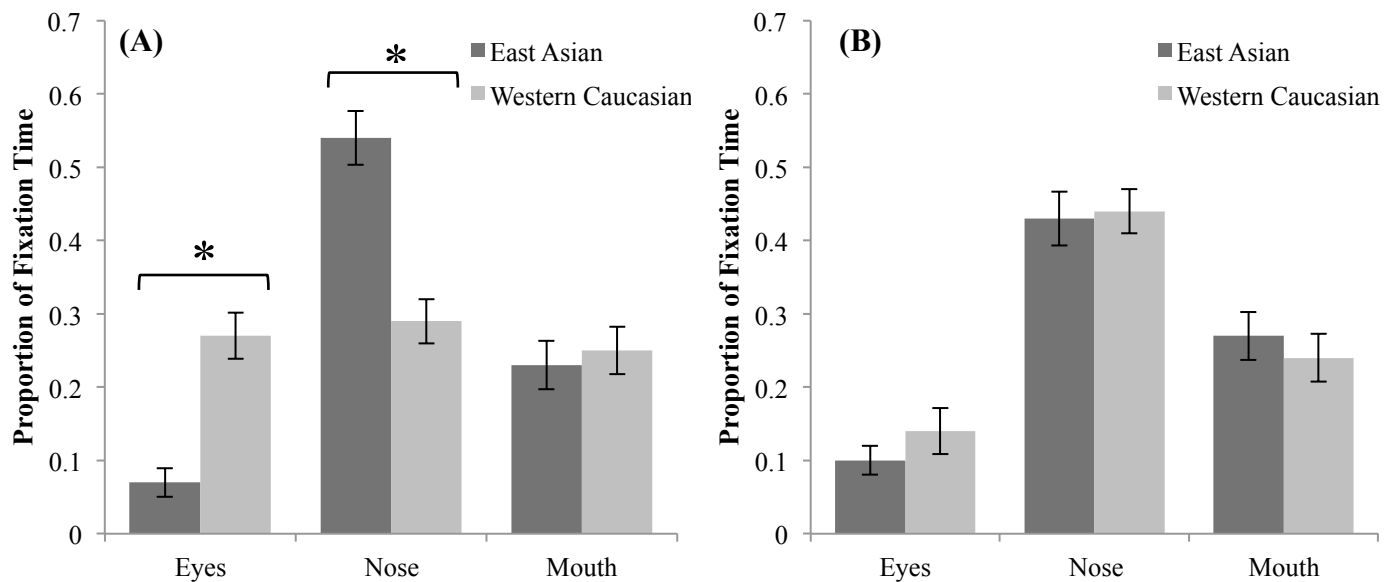 (A)
Proportion of Fixation Time
0.7
0.6
0.5
0.4
0.3
0.2
0.1
0
East Asian
Western Caucasian
*
*
Eyes Nose Mouth
(B)
Proportion of Fixation Time
0.7
0.6
0.5
0.4
0.3
0.2
0.1
0
East Asian
Western Caucasian
Eyes Nose Mouth